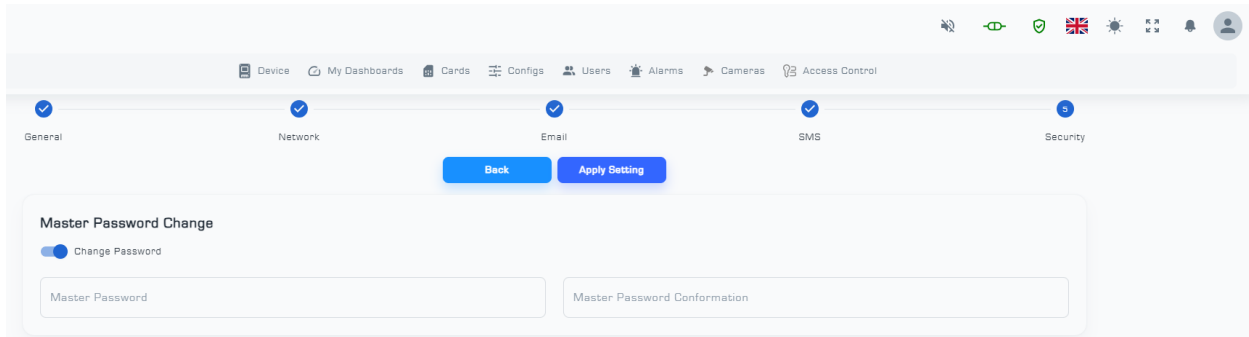 Device My Dashboards Cards Configs Users Alarms Cameras Access Control
5
General Network Email SMS Security
Back Apply Setting
Master Password Change
Change Password
Master Password Master Password Conformation